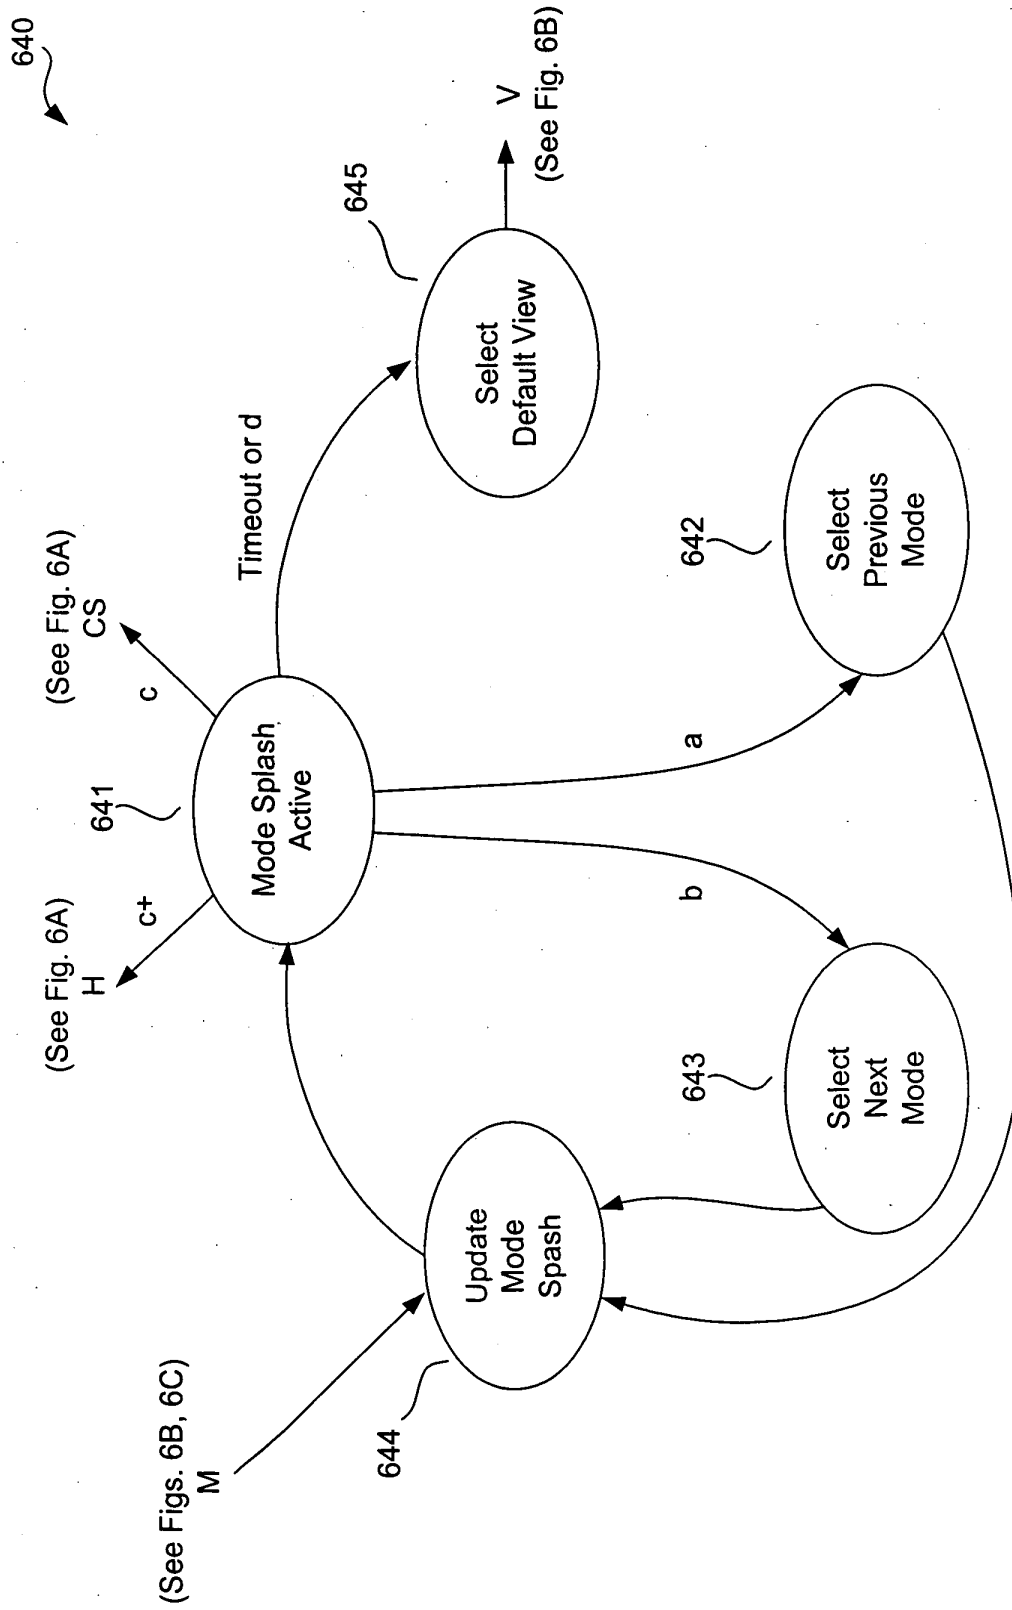 640
(See Fig. 6A)
H
c+
(See Fig. 6A)
CS
c
641
Mode Splash
Active
Timeout or d
645
Select
Default View
V
(See Fig. 6B)
(See Figs. 6B, 6C)
M
644
Update
Mode
Spash
b
a
643
Select
Next
Mode
642
Select
Previous
Mode